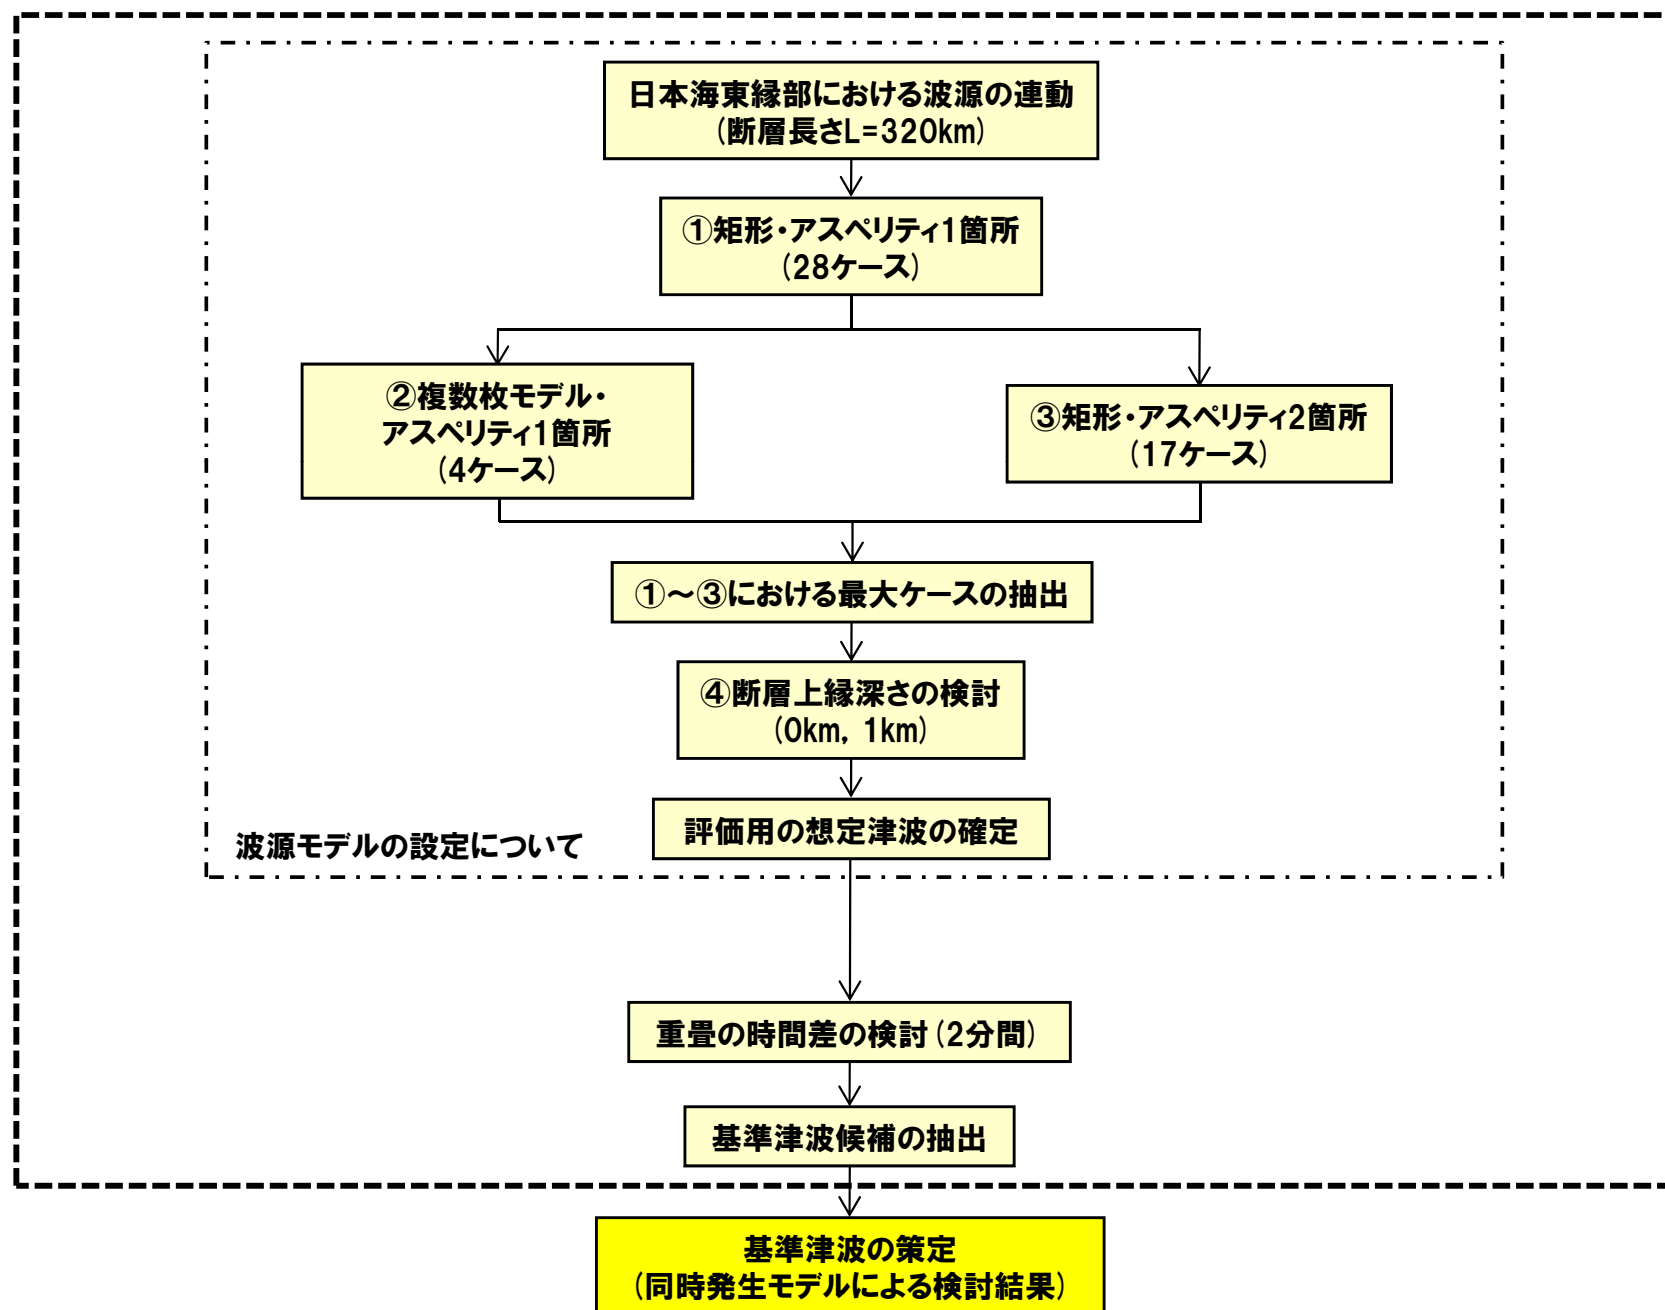 日本海東縁部における波源の連動
(断層長さL=320km)
①矩形・アスペリティ1箇所
(28ケース)
②複数枚モデル・
アスペリティ1箇所
(4ケース)
③矩形・アスペリティ2箇所
(17ケース)
①～③における最大ケースの抽出
④断層上縁深さの検討
(0km, 1km)
評価用の想定津波の確定
波源モデルの設定について
重畳の時間差の検討(2分間)
基準津波候補の抽出
基準津波の策定
(同時発生モデルによる検討結果)